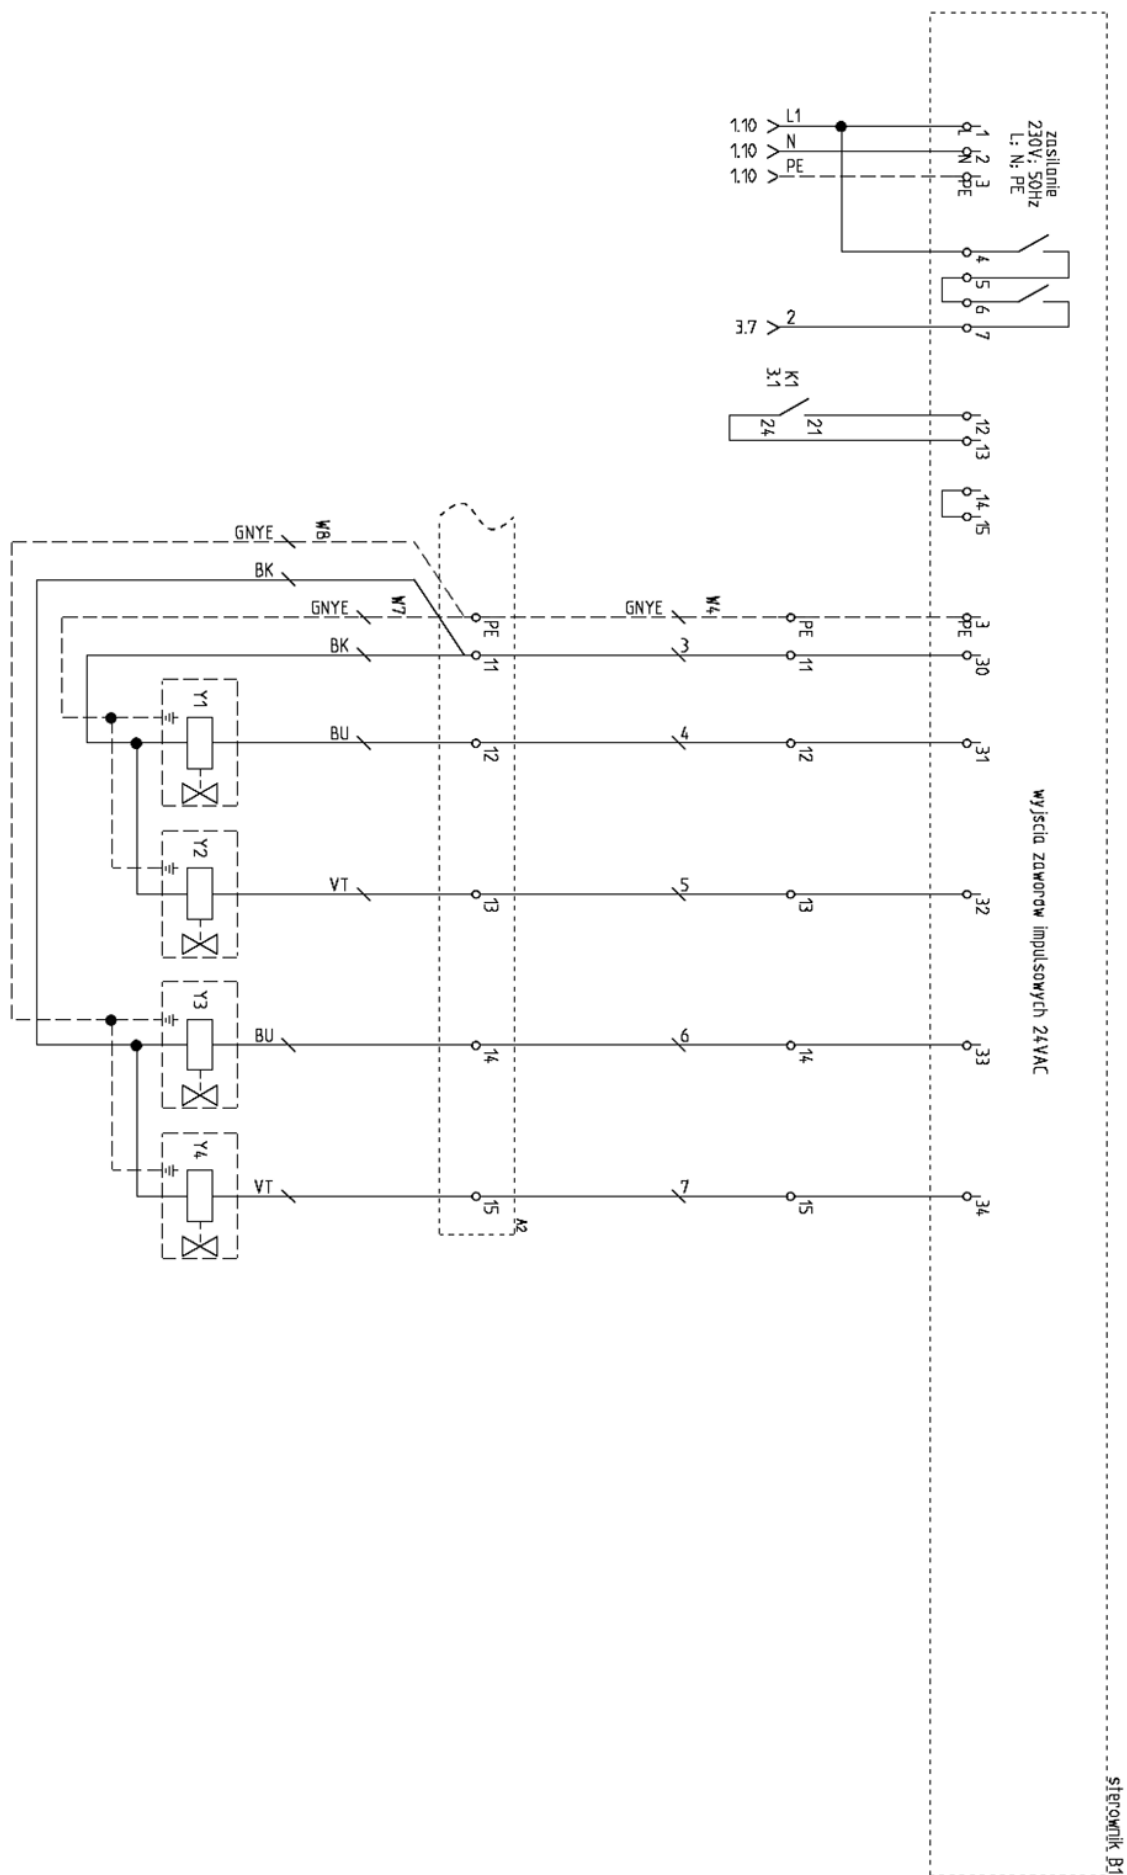 sterownik B1
zasilanie
230V; 50Hz
L; N; PE
1.10
L1
1
L
1.10
N
2
N
1.10
PE
3
PE
4
5
6
3.7
2
7
K1
3.1
24
21
12
13
14
15
GNYE
W8
BK
GNYE
W7
PE
GNYE
W4
PE
3
PE
BK
11
3
11
30
Y1
BU
12
4
12
31
wyjscia zaworow impulsowych 24VAC
Y2
VT
13
5
13
32
Y3
BU
14
6
14
33
Y4
VT
15
A2
7
15
34